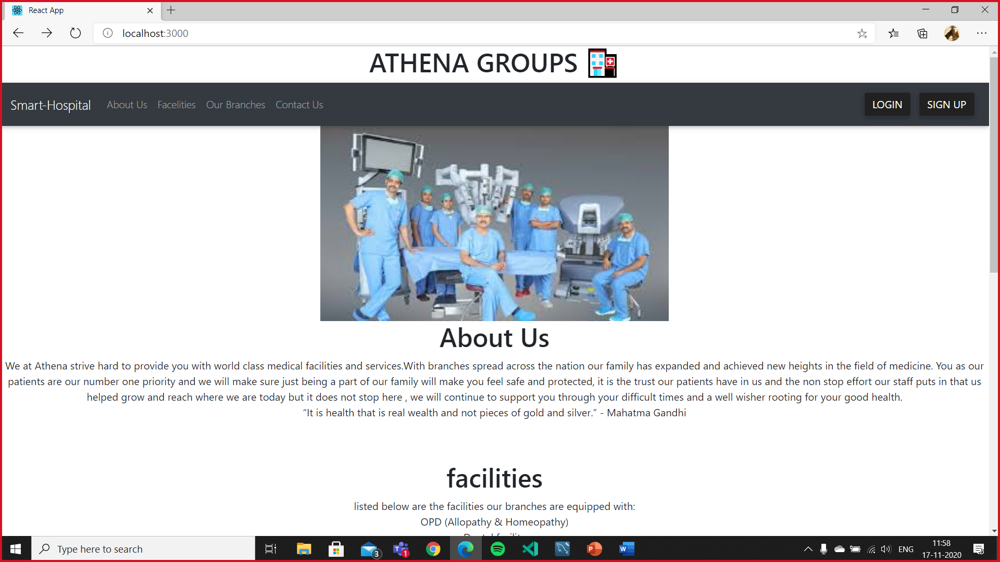 React App
localhost:3000
ATHENA GROUPS
Smart-Hospital About Us Facelities Our Branches Contact Us LOGIN SIGN UP
About Us
We at Athena strive hard to provide you with world class medical facilities and services.With branches spread across the nation our family has expanded and achieved new heights in the field of medicine. You as our
patients are our number one priority and we will make sure just being a part of our family will make you feel safe and protected, it is the trust our patients have in us and the non stop effort our staff puts in that us
helped grow and reach where we are today but it does not stop here , we will continue to support you through your difficult times and a well wisher rooting for your good health.
“It is health that is real wealth and not pieces of gold and silver.” - Mahatma Gandhi
facilities
listed below are the facilities our branches are equipped with:
OPD (Allopathy & Homeopathy)
Type here to search
3
1
ENG
11:58
17-11-2020